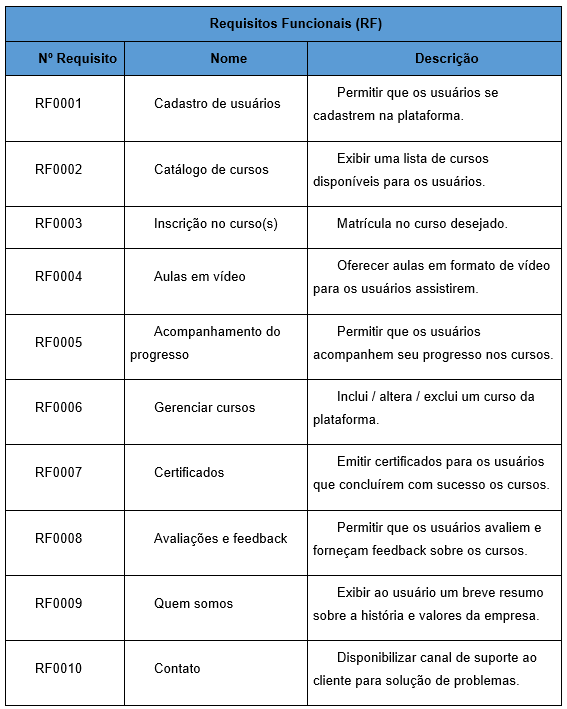 Requisitos Funcionais (RF)
Nº Requisito Nome Descrição
RF0001 Cadastro de usuários Permitir que os usuários se
cadastrem na plataforma.
RF0002 Catálogo de cursos Exibir uma lista de cursos
disponíveis para os usuários.
RF0003 Inscrição no curso(s) Matrícula no curso desejado.
RF0004 Aulas em vídeo Oferecer aulas em formato de vídeo
para os usuários assistirem.
RF0005 Acompanhamento do
progresso
Permitir que os usuários
acompanhem seu progresso nos cursos.
RF0006 Gerenciar cursos Inclui / altera / exclui um curso da
plataforma.
RF0007 Certificados Emitir certificados para os usuários
que concluírem com sucesso os cursos.
RF0008 Avaliações e feedback Permitir que os usuários avaliem e
forneçam feedback sobre os cursos.
RF0009 Quem somos Exibir ao usuário um breve resumo
sobre a história e valores da empresa.
RF0010 Contato Disponibilizar canal de suporte ao
cliente para solução de problemas.